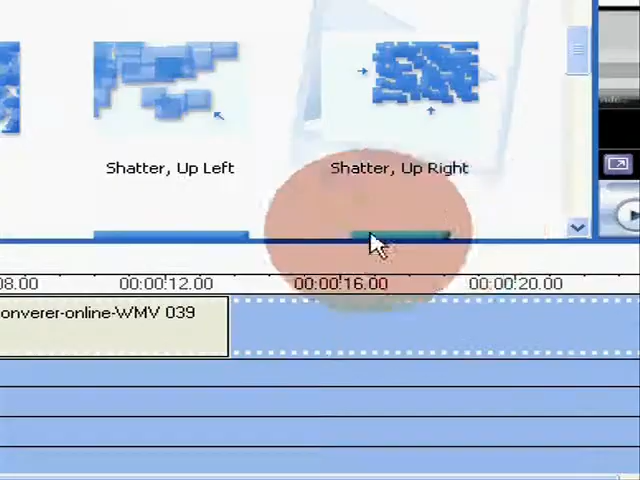 Shatter, Up Left
Shatter, Up Right
08.00
00:00:12.00
00:00:16.00
00:00:20.00
onverer-online-WMV 039